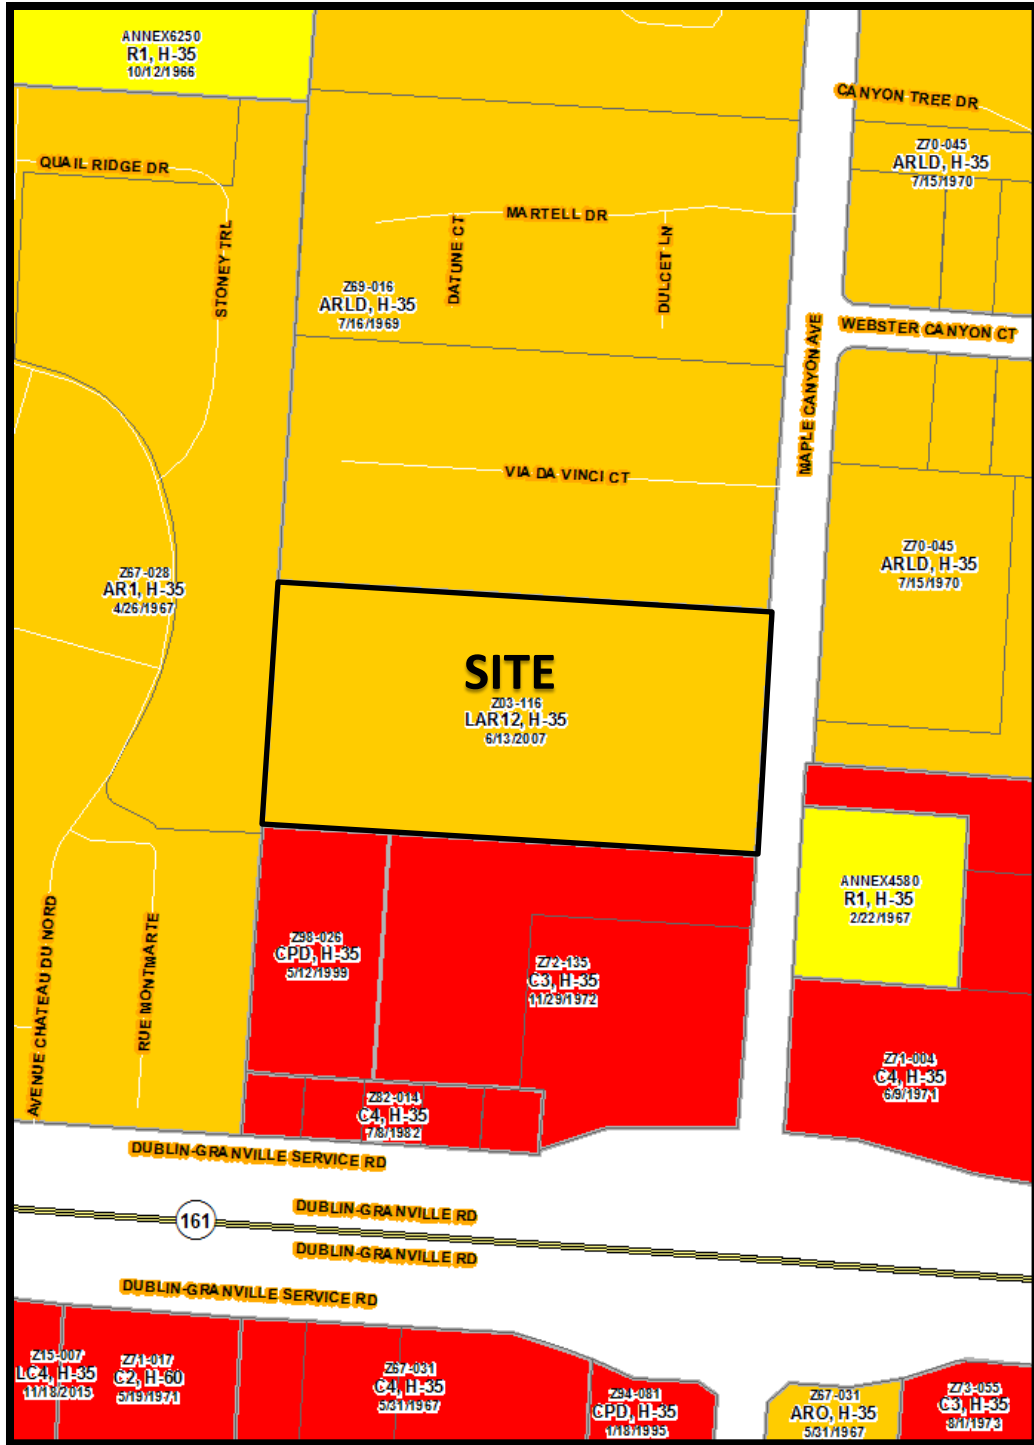 ANNEX6250
R1, H-35
10/12/1966
CANYON TREE DR
Z70-045
ARLD, H-35
7/15/1970
QUAIL RIDGE DR
STONEY TRL
MARTELL DR
DATUNE CT
DULCET LN
Z69-016
ARLD, H-35
7/16/1969
WEBSTER CANYON CT
MAPLE CANYON AVE
VIA DA VINCI CT
Z67-028
AR1, H-35
4/26/1967
Z70-045
ARLD, H-35
7/15/1970
SITE
Z03-116
LAR12, H-35
6/13/2007
ANNEX4580
R1, H-35
2/22/1967
AVENUE CHATEAU DU NORD
RUE MONTMARTE
Z98-026
CPD, H-35
5/12/1999
Z72-135
C3, H-35
11/29/1972
Z71-004
C4, H-35
6/9/1971
Z82-014
C4, H-35
7/8/1982
DUBLIN-GRANVILLE SERVICE RD
161
DUBLIN-GRANVILLE RD
DUBLIN-GRANVILLE RD
DUBLIN-GRANVILLE SERVICE RD
Z15-007
LC4, H-35
11/18/2015
Z71-017
C2, H-60
5/19/1971
Z67-031
C4, H-35
5/31/1967
Z94-081
CPD, H-35
1/18/1995
Z67-031
ARO, H-35
5/31/1967
Z73-055
C3, H-35
8/1/1973